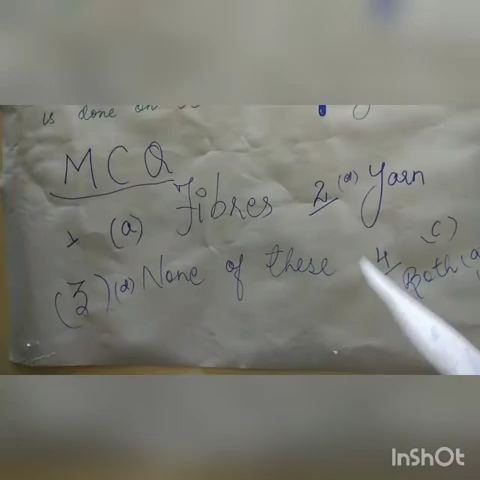 is done on
MCQ
1 (a) Fibres 2 (a) Yarn
(3) (d) None of these 4 (c) Both (a
InShOt